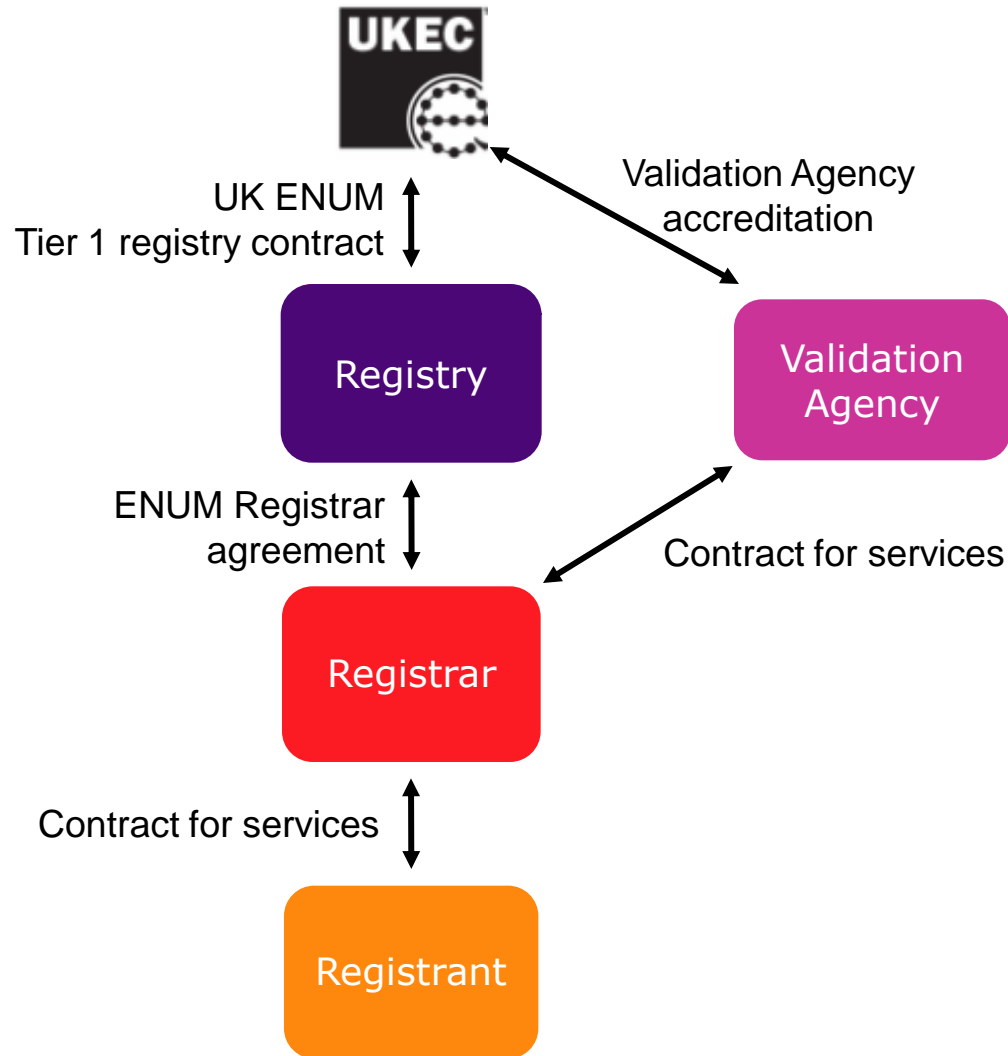 UKEC
UK ENUM
Tier 1 registry contract
Validation Agency
accreditation
Registry
Validation
Agency
ENUM Registrar
agreement
Contract for services
Registrar
Contract for services
Registrant